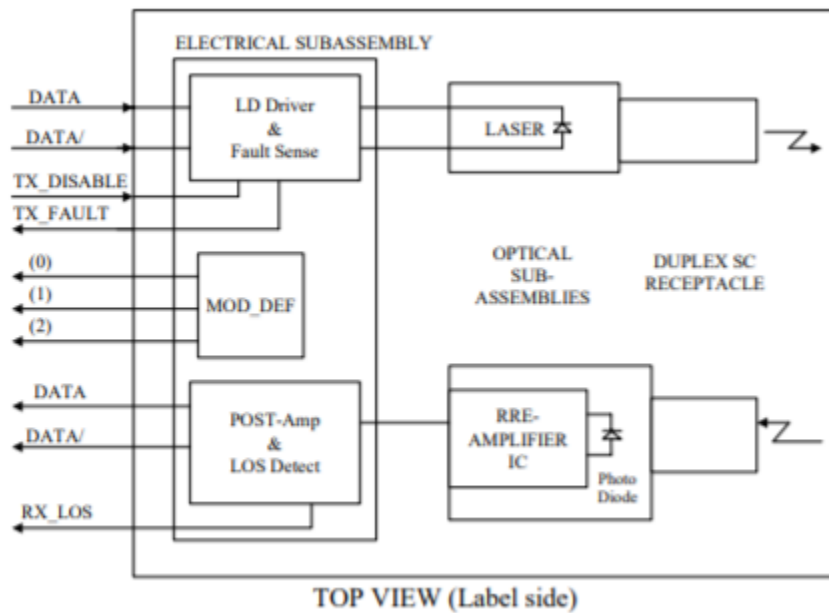 ELECTRICAL SUBASSEMBLY
DATA
DATA/
TX_DISABLE
TX_FAULT
LD Driver
&
Fault Sense
LASER
(0)
(1)
(2)
MOD_DEF
OPTICAL
SUB-
ASSEMBLIES
DUPLEX SC
RECEPTACLE
DATA
DATA/
RX_LOS
POST-Amp
&
LOS Detect
RRE-
AMPLIFIER
IC
Photo
Diode
TOP VIEW (Label side)